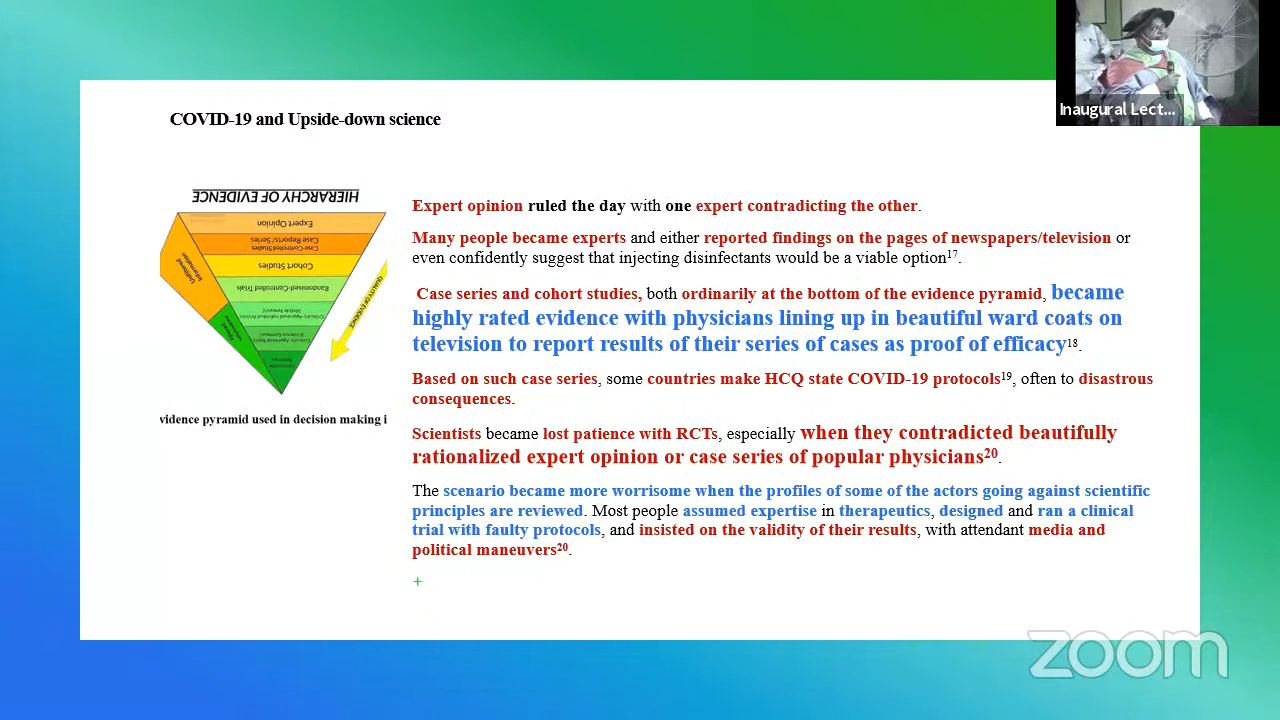 Inaugural Lect...
COVID-19 and Upside-down science
HIERARCHY OF EVIDENCE
Expert Opinion
Case Reports/ Series
Case-Controlled Studies
Cohort Studies
Randomised-Controlled Trials
Unfiltered
Information
QUALITY OF EVIDENCE
vidence pyramid used in decision making i
Expert opinion ruled the day with one expert contradicting the other.
Many people became experts and either reported findings on the pages of newspapers/television or
even confidently suggest that injecting disinfectants would be a viable option17.
Case series and cohort studies, both ordinarily at the bottom of the evidence pyramid, became
highly rated evidence with physicians lining up in beautiful ward coats on
television to report results of their series of cases as proof of efficacy18.
Based on such case series, some countries make HCQ state COVID-19 protocols19, often to disastrous
consequences.
Scientists became lost patience with RCTs, especially when they contradicted beautifully
rationalized expert opinion or case series of popular physicians20.
The scenario became more worrisome when the profiles of some of the actors going against scientific
principles are reviewed. Most people assumed expertise in therapeutics, designed and ran a clinical
trial with faulty protocols, and insisted on the validity of their results, with attendant media and
political maneuvers20.
+
zoom